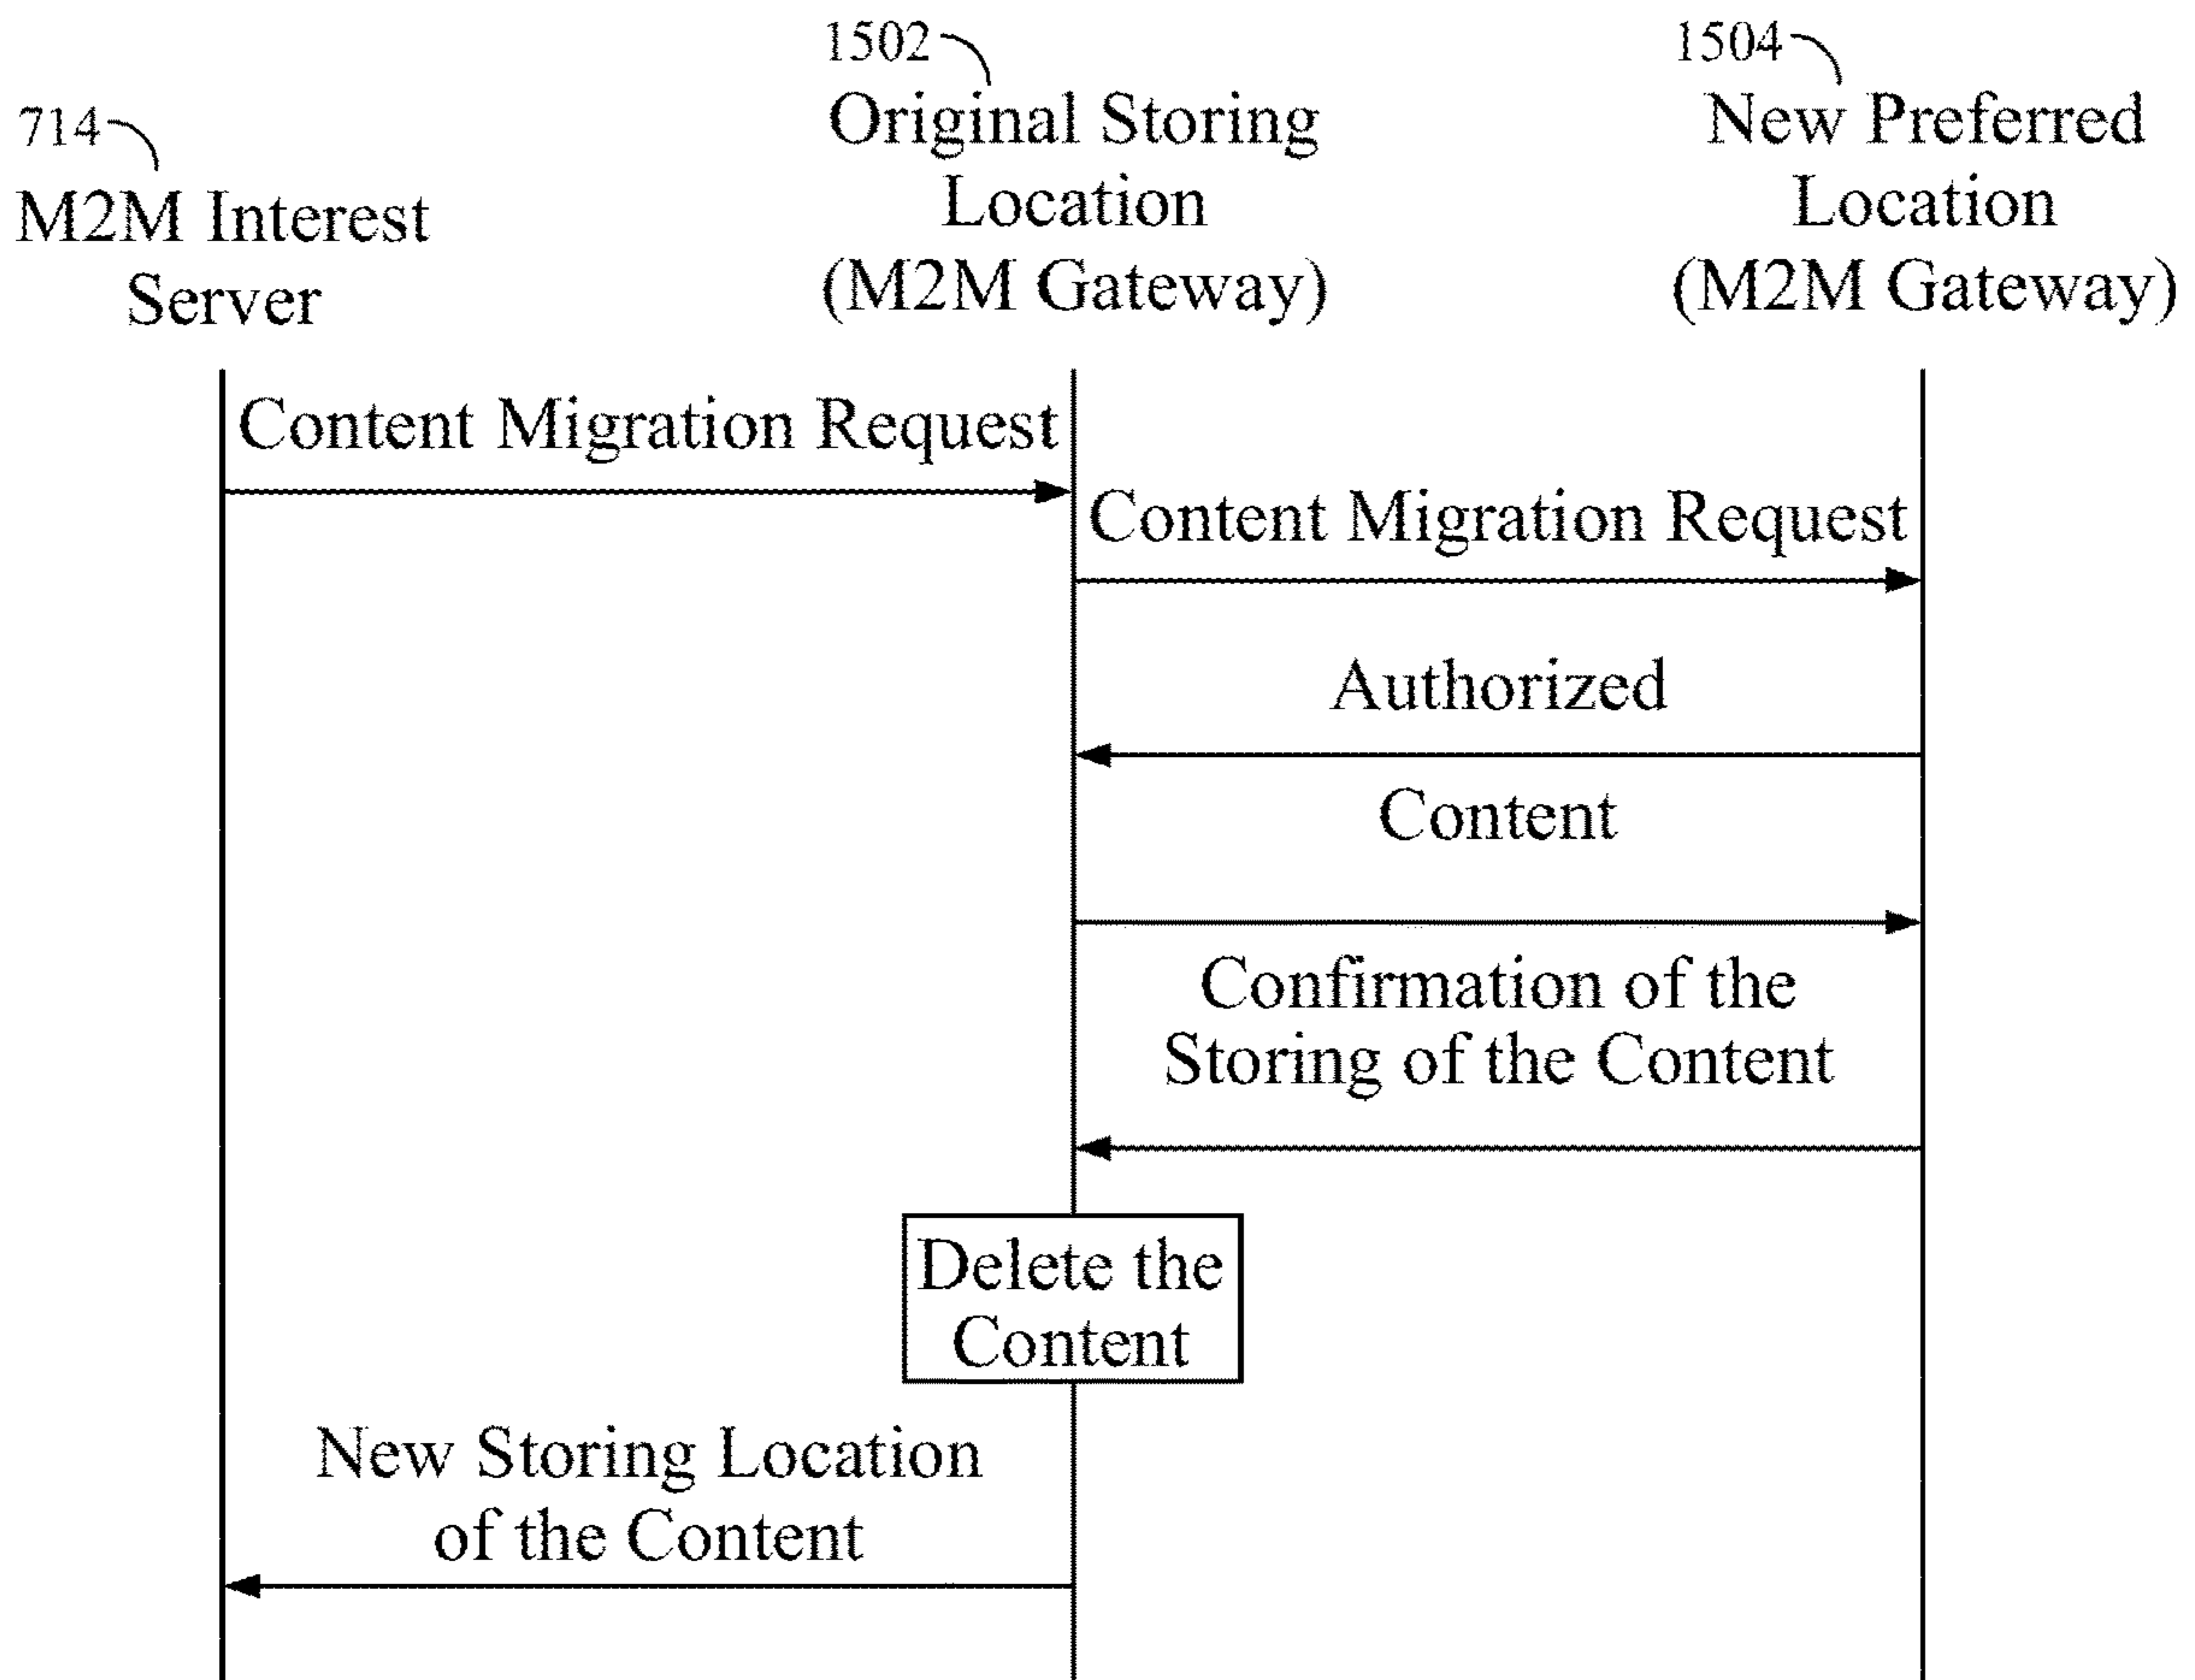 714
M2M Interest
Server
1502
Original Storing
Location
(M2M Gateway)
1504
New Preferred
Location
(M2M Gateway)
Content Migration Request
Content Migration Request
Authorized
Content
Confirmation of the
Storing of the Content
Delete the
Content
New Storing Location
of the Content